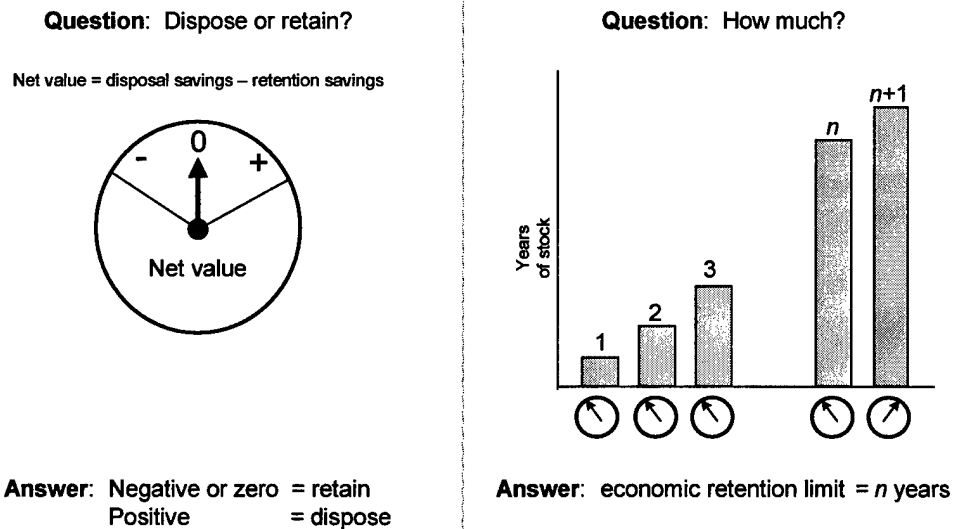 Question: Dispose or retain?
Net value = disposal savings – retention savings
- 0 +
Net value
Answer: Negative or zero = retain
Positive = dispose
Question: How much?
Years
of stock
1
2
3
n
n+1
Answer: economic retention limit = n years